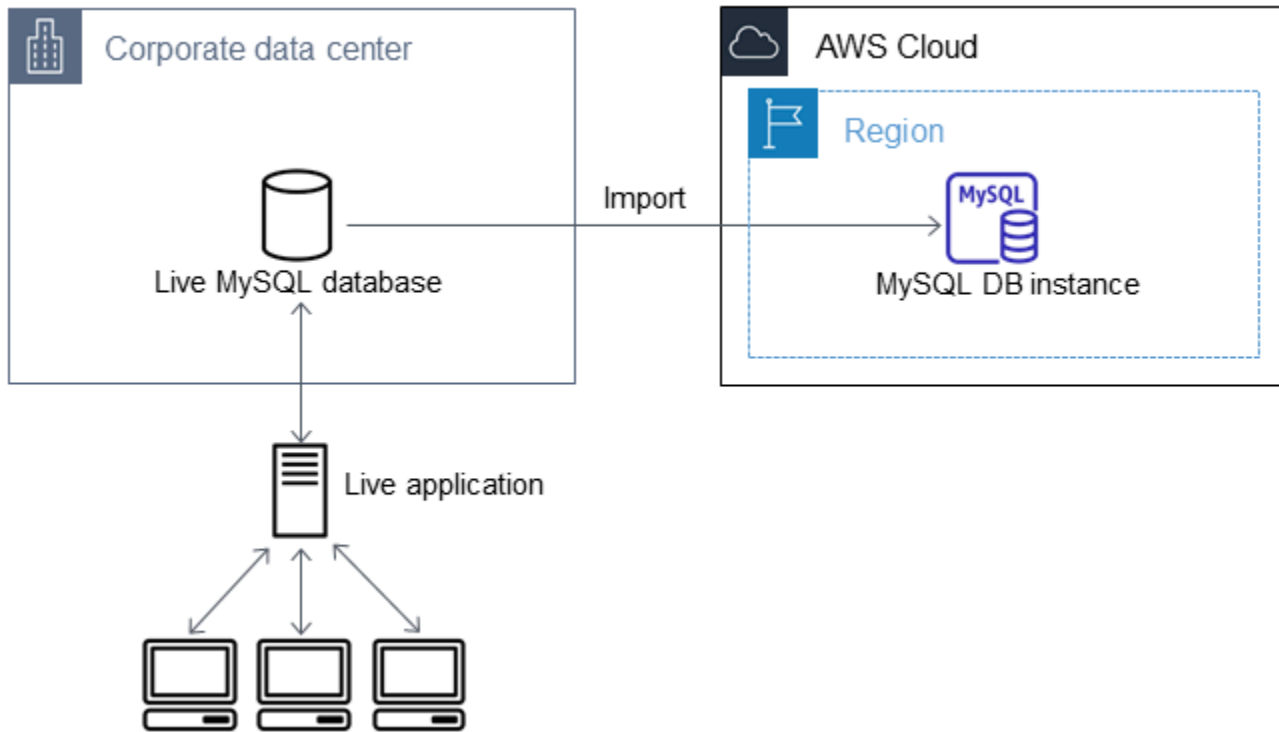 Corporate data center
AWS Cloud
Region
Import
MySQL
Live MySQL database
MySQL DB instance
Live application